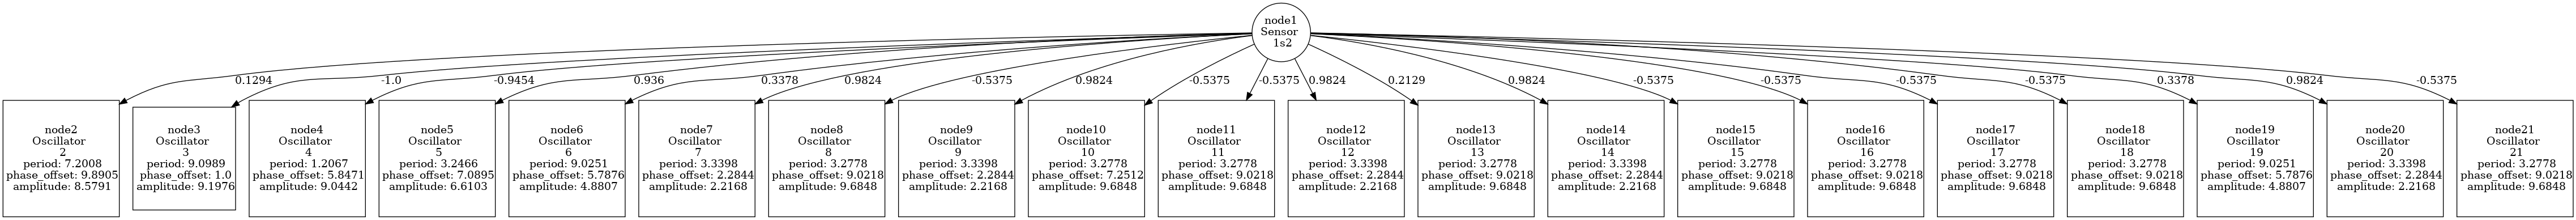 node1
Sensor
1s2
0.1294
-1.0
-0.9454
0.936
0.3378
0.9824
-0.5375
0.9824
-0.5375
-0.5375
0.9824
0.2129
0.9824
-0.5375
-0.5375
-0.5375
-0.5375
0.3378
0.9824
-0.5375
node2
Oscillator
2
period: 7.2008
phase_offset: 9.8905
amplitude: 8.5791
node3
Oscillator
3
period: 9.0989
phase_offset: 1.0
amplitude: 9.1976
node4
Oscillator
4
period: 1.2067
phase_offset: 5.8471
amplitude: 9.0442
node5
Oscillator
5
period: 3.2466
phase_offset: 7.0895
amplitude: 6.6103
node6
Oscillator
6
period: 9.0251
phase_offset: 5.7876
amplitude: 4.8807
node7
Oscillator
7
period: 3.3398
phase_offset: 2.2844
amplitude: 2.2168
node8
Oscillator
8
period: 3.2778
phase_offset: 9.0218
amplitude: 9.6848
node9
Oscillator
9
period: 3.3398
phase_offset: 2.2844
amplitude: 2.2168
node10
Oscillator
10
period: 3.2778
phase_offset: 7.2512
amplitude: 9.6848
node11
Oscillator
11
period: 3.2778
phase_offset: 9.0218
amplitude: 9.6848
node12
Oscillator
12
period: 3.3398
phase_offset: 2.2844
amplitude: 2.2168
node13
Oscillator
13
period: 3.2778
phase_offset: 9.0218
amplitude: 9.6848
node14
Oscillator
14
period: 3.3398
phase_offset: 2.2844
amplitude: 2.2168
node15
Oscillator
15
period: 3.2778
phase_offset: 9.0218
amplitude: 9.6848
node16
Oscillator
16
period: 3.2778
phase_offset: 9.0218
amplitude: 9.6848
node17
Oscillator
17
period: 3.2778
phase_offset: 9.0218
amplitude: 9.6848
node18
Oscillator
18
period: 3.2778
phase_offset: 9.0218
amplitude: 9.6848
node19
Oscillator
19
period: 9.0251
phase_offset: 5.7876
amplitude: 4.8807
node20
Oscillator
20
period: 3.3398
phase_offset: 2.2844
amplitude: 2.2168
node21
Oscillator
21
period: 3.2778
phase_offset: 9.0218
amplitude: 9.6848